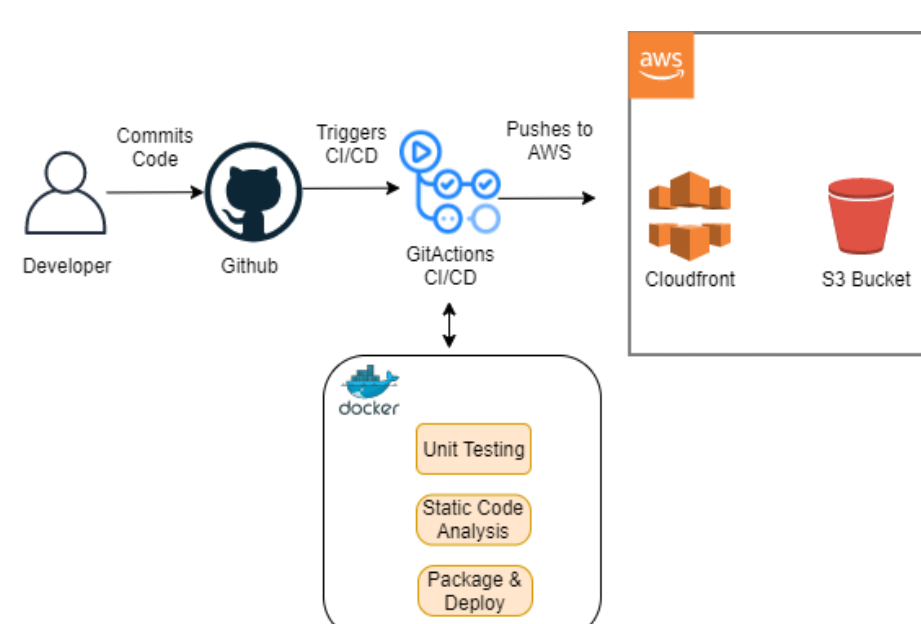 aws
Commits
Code
Triggers
CI/CD
Pushes to
AWS
Developer
Github
GitActions
CI/CD
Cloudfront
S3 Bucket
docker
Unit Testing
Static Code
Analysis
Package &
Deploy